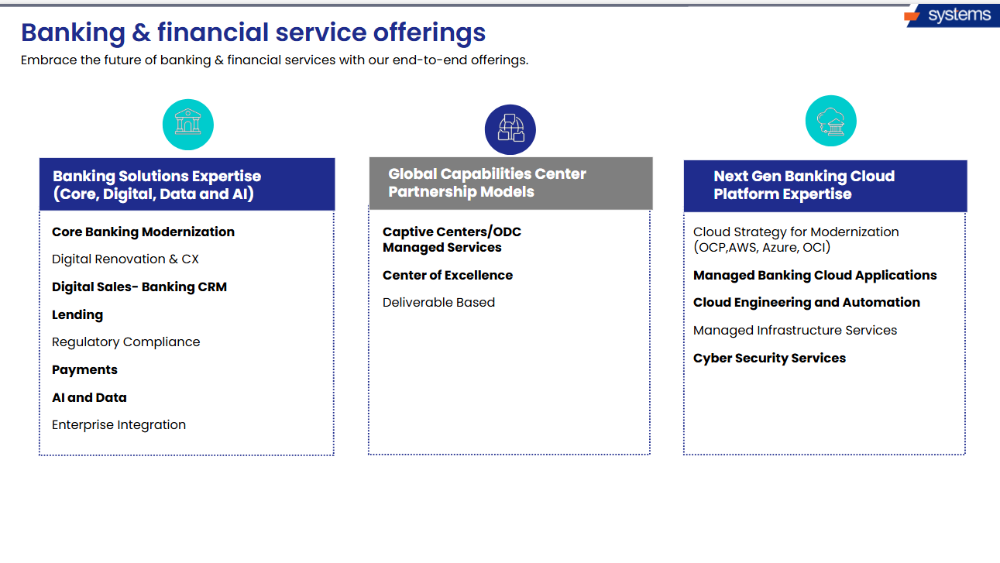 systems
Banking & financial service offerings
Embrace the future of banking & financial services with our end-to-end offerings.
Banking Solutions Expertise
(Core, Digital, Data and AI)
Core Banking Modernization
Digital Renovation & CX
Digital Sales- Banking CRM
Lending
Regulatory Compliance
Payments
AI and Data
Enterprise Integration
Global Capabilities Center
Partnership Models
Captive Centers/ODC
Managed Services
Center of Excellence
Deliverable Based
Next Gen Banking Cloud
Platform Expertise
Cloud Strategy for Modernization
(OCP,AWS, Azure, OCI)
Managed Banking Cloud Applications
Cloud Engineering and Automation
Managed Infrastructure Services
Cyber Security Services